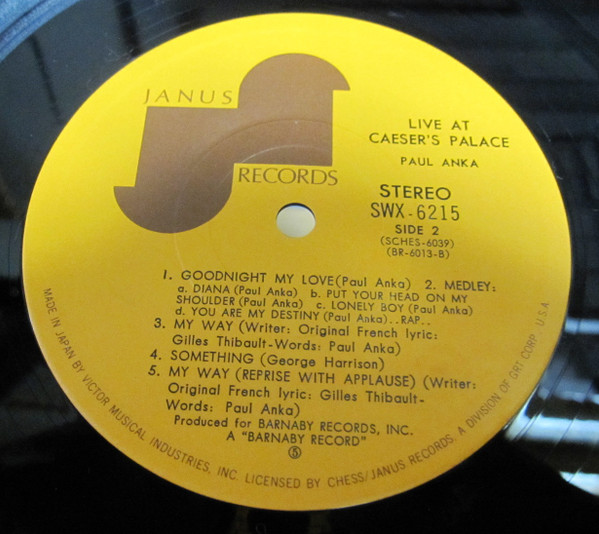 JANUS
RECORDS
LIVE AT
CAESER'S PALACE
PAUL ANKA
STEREO
SWX-6215
SIDE 2
(SCHES-6039)
(BR-6013-B)
1. GOODNIGHT MY LOVE(Paul Anka) 2. MEDLEY:
a. DIANA (Paul Anka) b. PUT YOUR HEAD ON MY
SHOULDER (Paul Anka) c. LONELY BOY (Paul Anka)
d. YOU ARE MY DESTINY (Paul Anka)..RAP..
3. MY WAY (Writer: Original French lyric:
Gilles Thibault-Words: Paul Anka)
4. SOMETHING (George Harrison)
5. MY WAY (REPRISE WITH APPLAUSE) (Writer:
Original French lyric: Gilles Thibault-
Words: Paul Anka)
Produced for BARNABY RECORDS, INC.
A "BARNABY RECORD"
⑤
MADE IN JAPAN BY VICTOR MUSICAL INDUSTRIES, INC. LICENSED BY CHESS/JANUS RECORDS. A DIVISION OF GRT CORP. U.S.A.